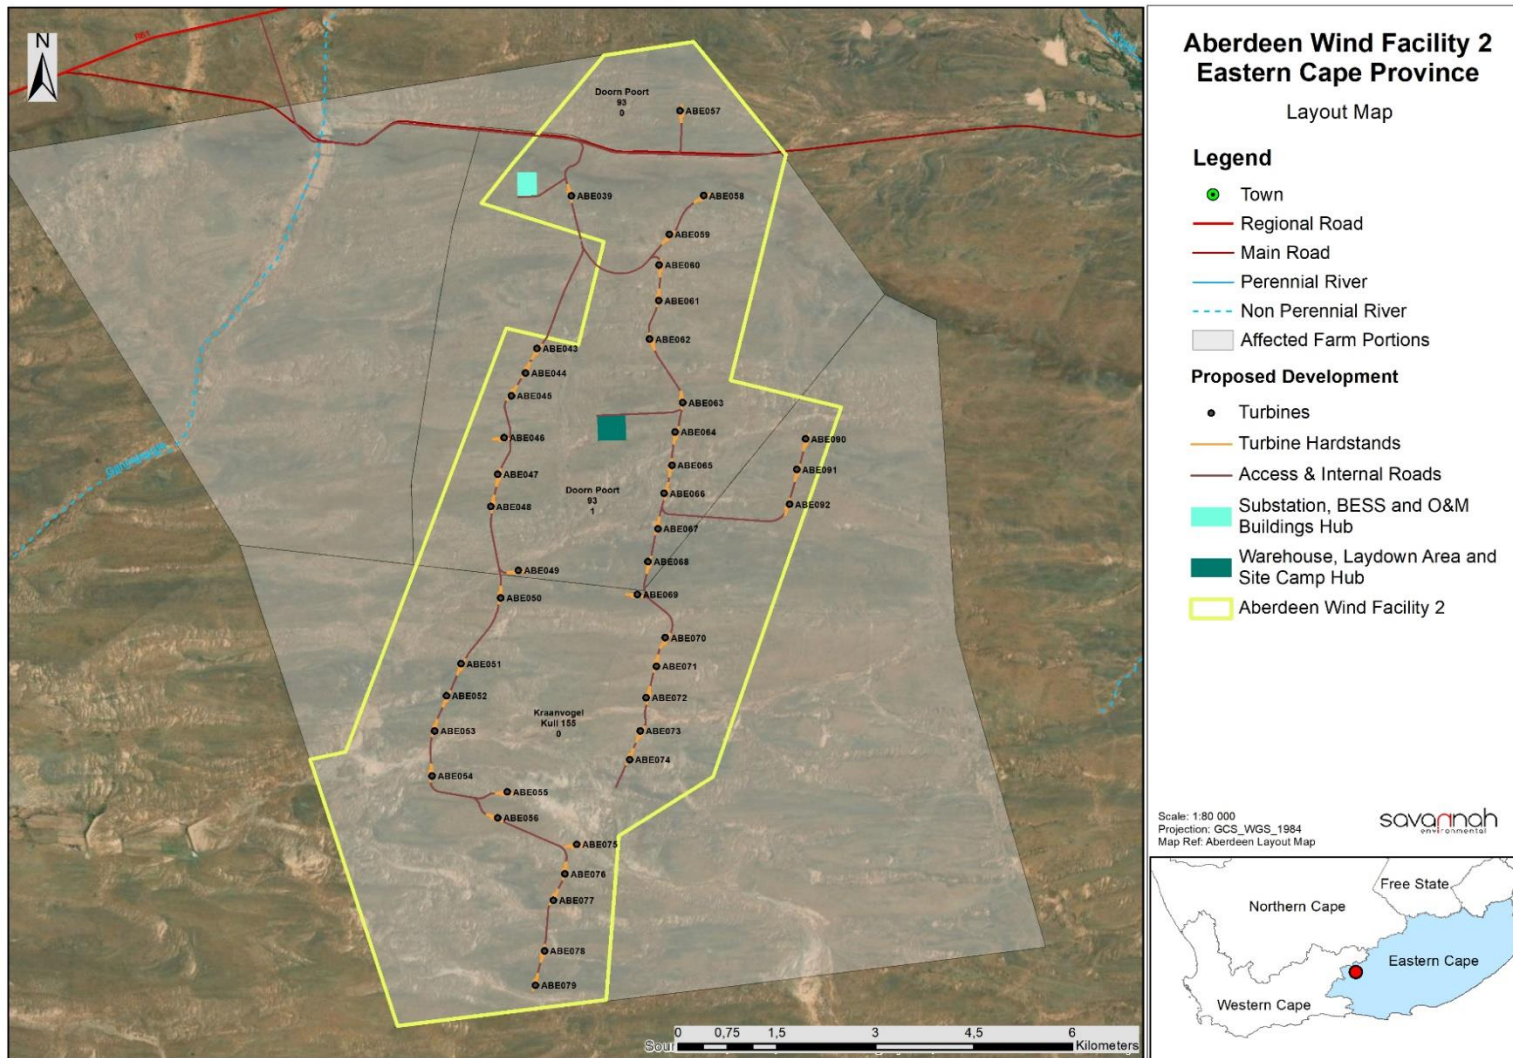 N
R61
Doorn Poort
93
0
ABE057
ABE039
ABE058
ABE059
ABE060
ABE061
ABE062
ABE043
ABE044
ABE045
ABE063
ABE046
ABE064
ABE090
ABE047
ABE065
ABE091
ABE048
ABE066
ABE092
Doorn Poort
93
1
ABE067
ABE049
ABE068
ABE050
ABE069
ABE070
ABE051
ABE071
ABE052
ABE072
Kraanvogel
Kuil 155
0
ABE053
ABE073
ABE054
ABE074
ABE055
ABE056
ABE075
ABE076
ABE077
ABE078
ABE079
0 0,75 1,5 3 4,5 6
Kilometers
Aberdeen Wind Facility 2
Eastern Cape Province
Layout Map
Legend
Town
Regional Road
Main Road
Perennial River
Non Perennial River
Affected Farm Portions
Proposed Development
Turbines
Turbine Hardstands
Access & Internal Roads
Substation, BESS and O&M
Buildings Hub
Warehouse, Laydown Area and
Site Camp Hub
Aberdeen Wind Facility 2
Scale: 1:80 000
Projection: GCS_WGS_1984
Map Ref: Aberdeen Layout Map
savannah
environmental
Free State
Northern Cape
Eastern Cape
Western Cape